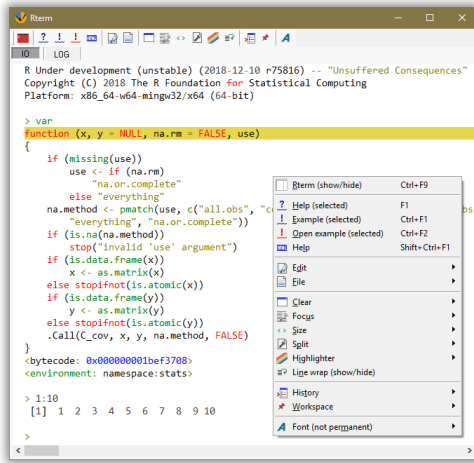 Rterm
IO LOG
R Under development (unstable) (2018-12-10 r75816) -- "Unsuffered Consequences"
Copyright (C) 2018 The R Foundation for Statistical Computing
Platform: x86_64-w64-mingw32/x64 (64-bit)
> var
function (x, y = NULL, na.rm = FALSE, use)
{
    if (missing(use))
        use <- if (na.rm)
            "na.or.complete"
        else "everything"
    na.method <- pmatch(use, c("all.obs", "c
bs
        "everything", "na.or.complete"))
    if (is.na(na.method))
        stop("invalid 'use' argument")
    if (is.data.frame(x))
        x <- as.matrix(x)
    else stopifnot(is.atomic(x))
    if (is.data.frame(y))
        y <- as.matrix(y)
    else stopifnot(is.atomic(y))
    .Call(C_cov, x, y, na.method, FALSE)
}
<bytecode: 0x000000001bef3708>
<environment: namespace:stats>
> 1:10
 [1]  1  2  3  4  5  6  7  8  9 10
>
Rterm (show/hide) Ctrl+F9
Help (selected) F1
Example (selected) Ctrl+F1
Open example (selected) Ctrl+F2
Help Shift+Ctrl+F1
Edit
File
Clear
Focus
Size
Split
Highlighter
Line wrap (show/hide)
History
Workspace
Font (not permanent)